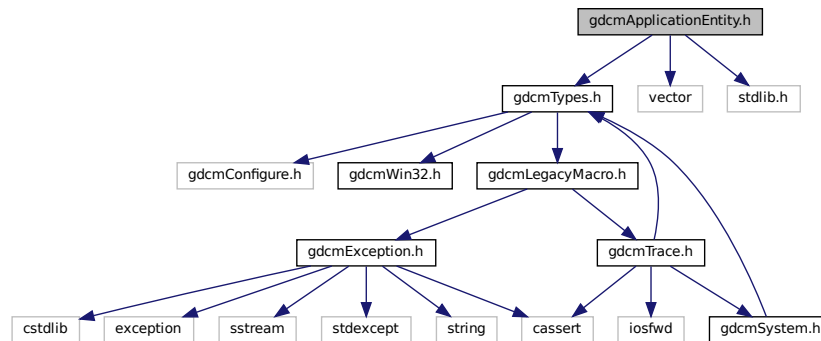 gdcmApplicationEntity.h
gdcmTypes.h
vector
stdlib.h
gdcmConfigure.h
gdcmWin32.h
gdcmLegacyMacro.h
gdcmException.h
gdcmTrace.h
cstdlib
exception
sstream
stdexcept
string
cassert
iosfwd
gdcmSystem.h